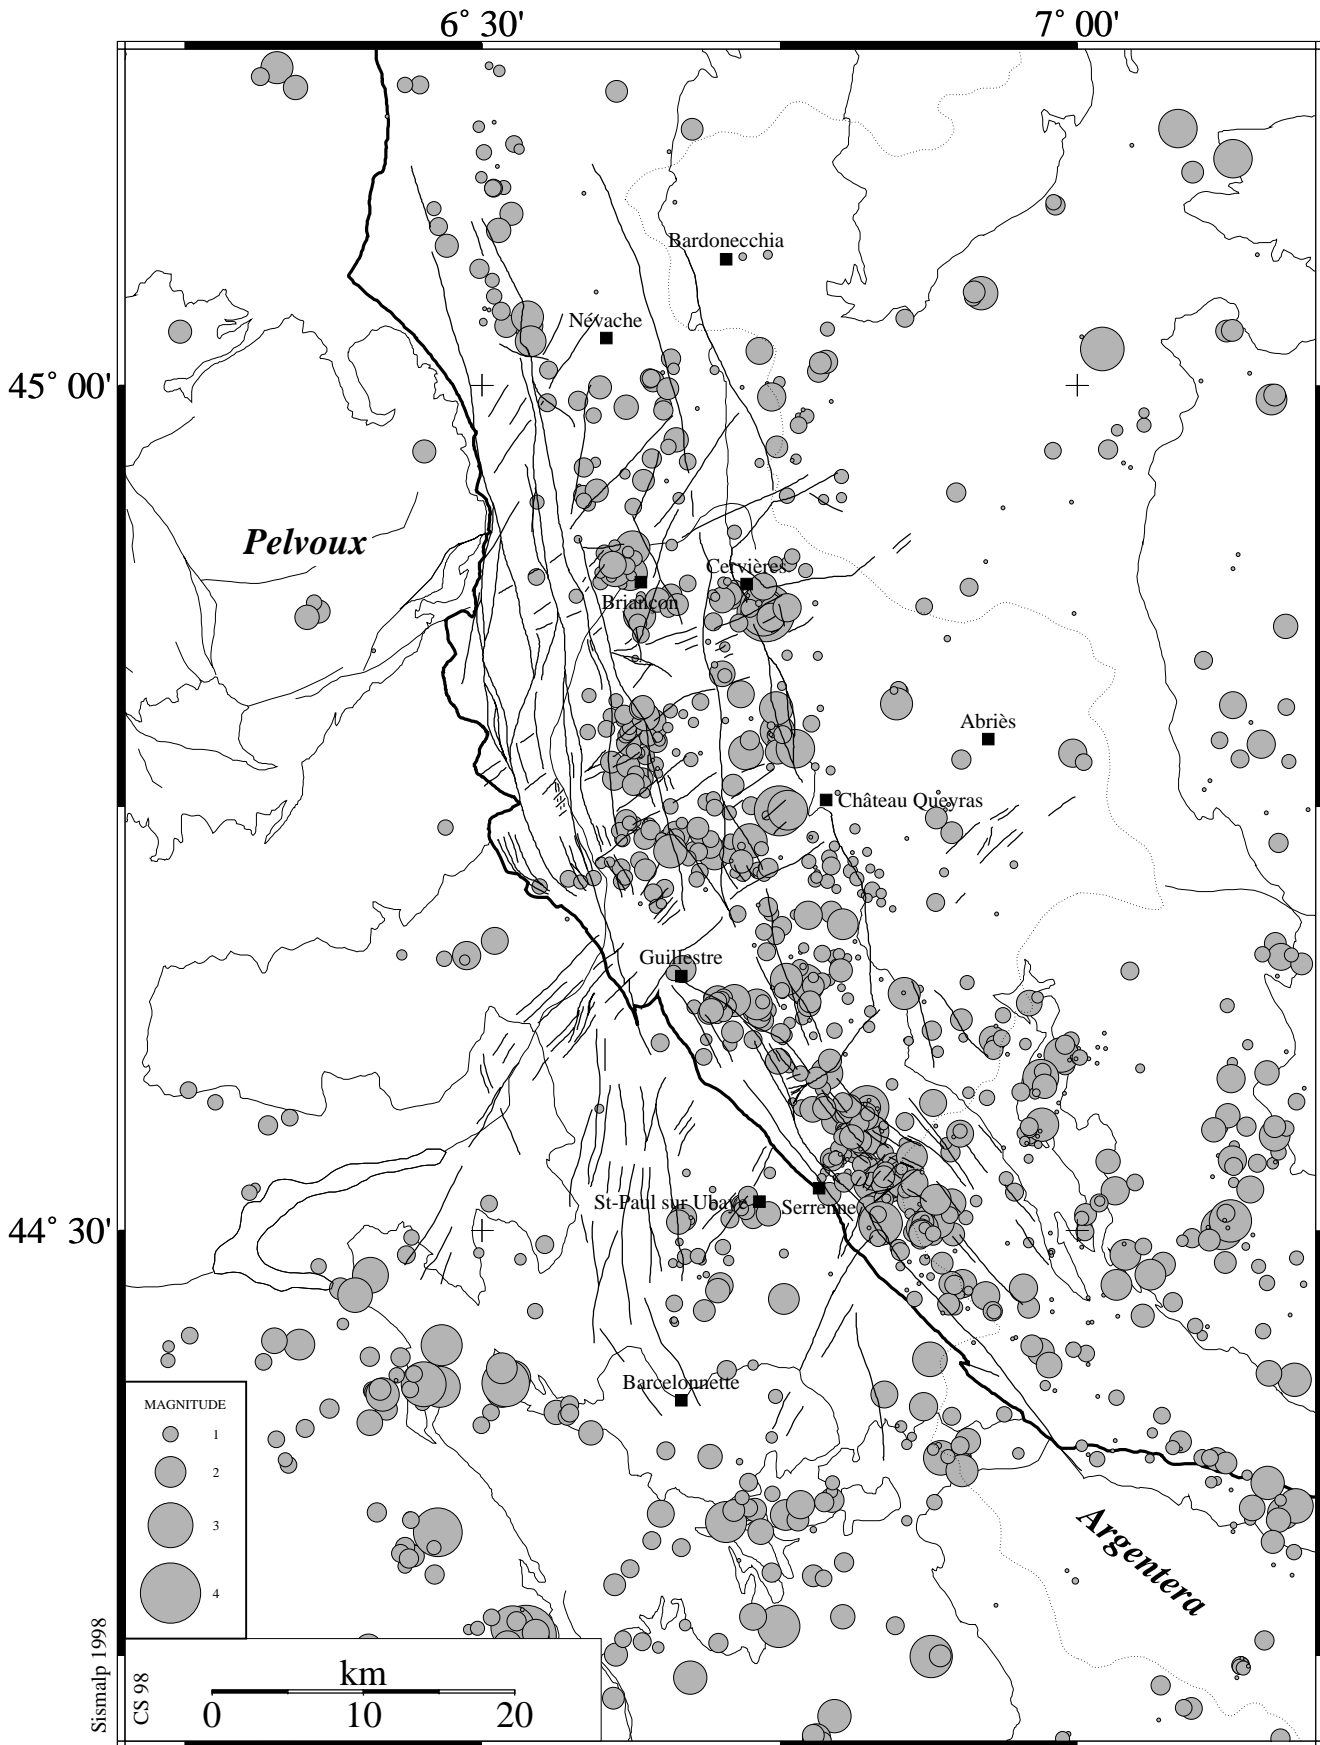 6° 30'
7° 00'
Bardonecchia
Névache
45° 00'
Pelvoux
Cervières
Briançon
Abriès
Château Queyras
Guillestre
St-Paul sur Ubaye
Serrenne
44° 30'
Barcelonnette
MAGNITUDE
1
2
3
4
Argentera
Sismalp 1998
CS 98
km
0 10 20